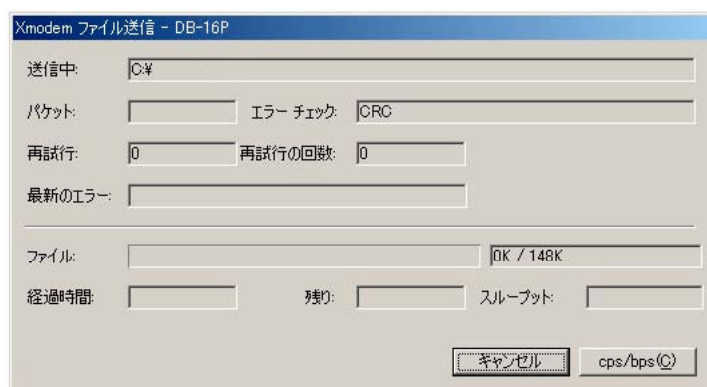 Xmodem ファイル送信 - DB-16P
送信中: C:¥
パケット: エラー チェック: CRC
再試行: 0 再試行の回数: 0
最新のエラー:
ファイル: 0K / 148K
経過時間: 残り: スループット:
キャンセル cps/bps(C)